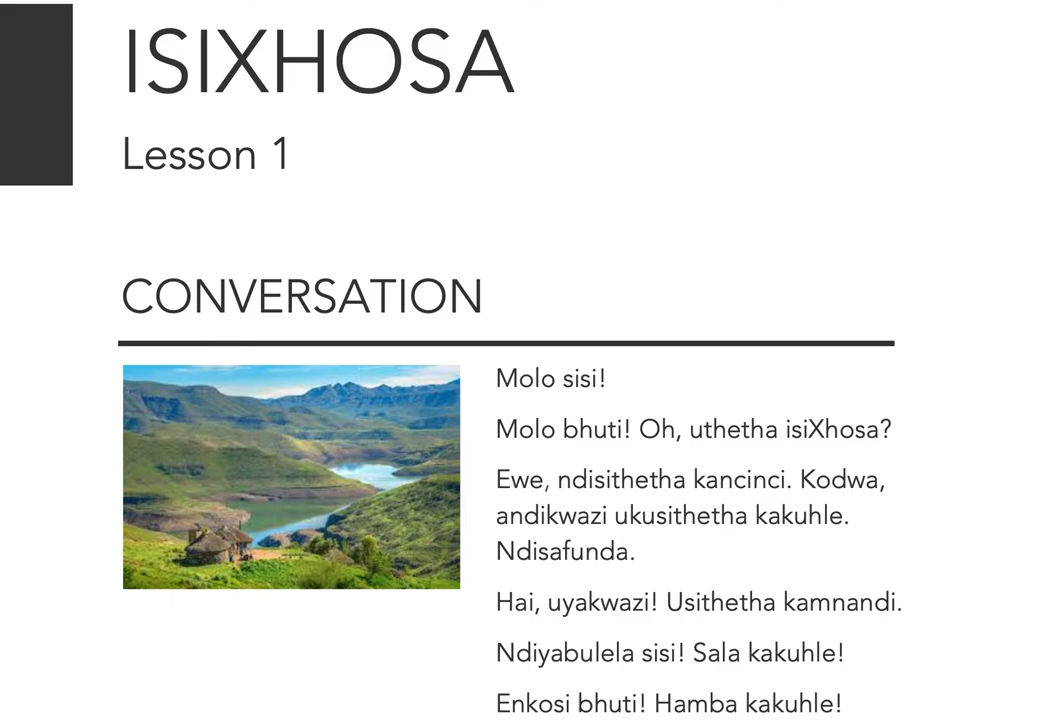 ISIXHOSA
Lesson 1
CONVERSATION
Molo sisi!
Molo bhuti! Oh, uthetha isiXhosa?
Ewe, ndisithetha kancinci. Kodwa,
andikwazi ukusithetha kakuhle.
Ndisafunda.
Hai, uyakwazi! Usithetha kamnandi.
Ndiyabulela sisi! Sala kakuhle!
Enkosi bhuti! Hamba kakuhle!